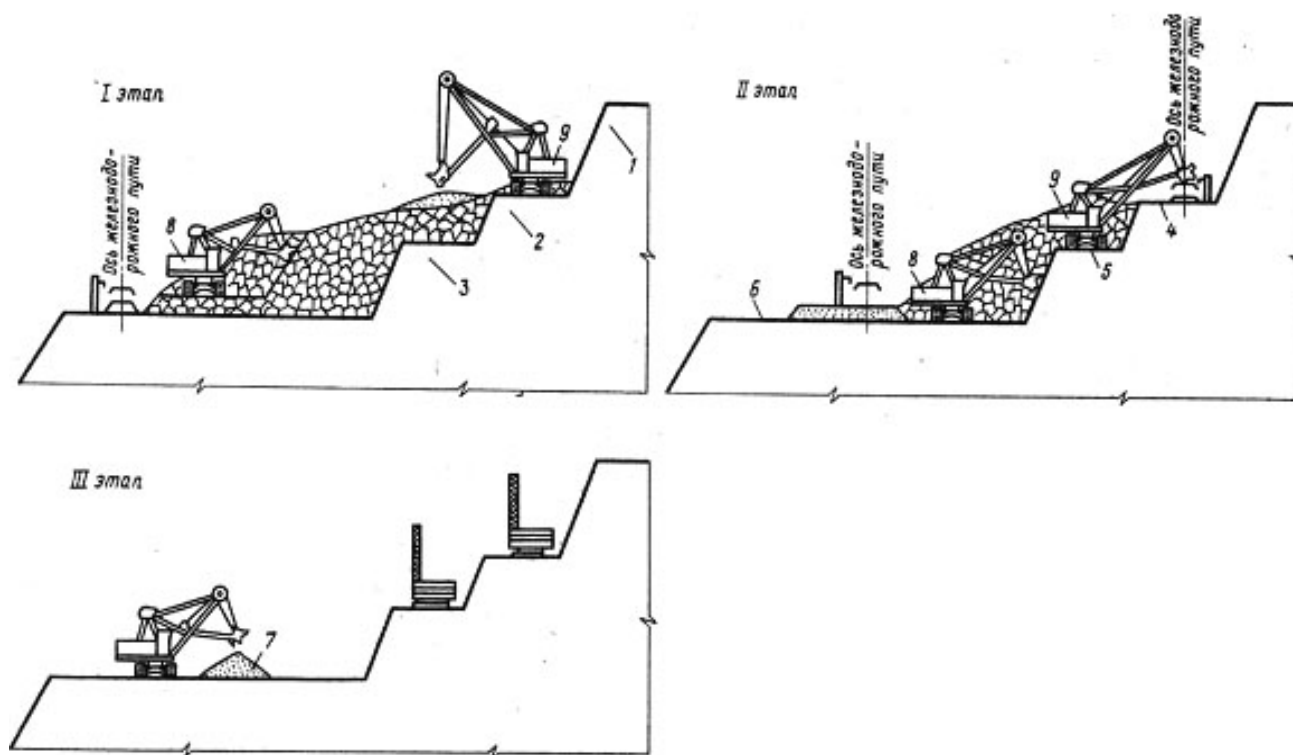 I этап
Ось железнодо-
рожного пути
8
9
1
2
3
II этап
Ось железнодо-
рожного пути
Ось железнодо-
рожного пути
9
8
4
5
6
III этап
7